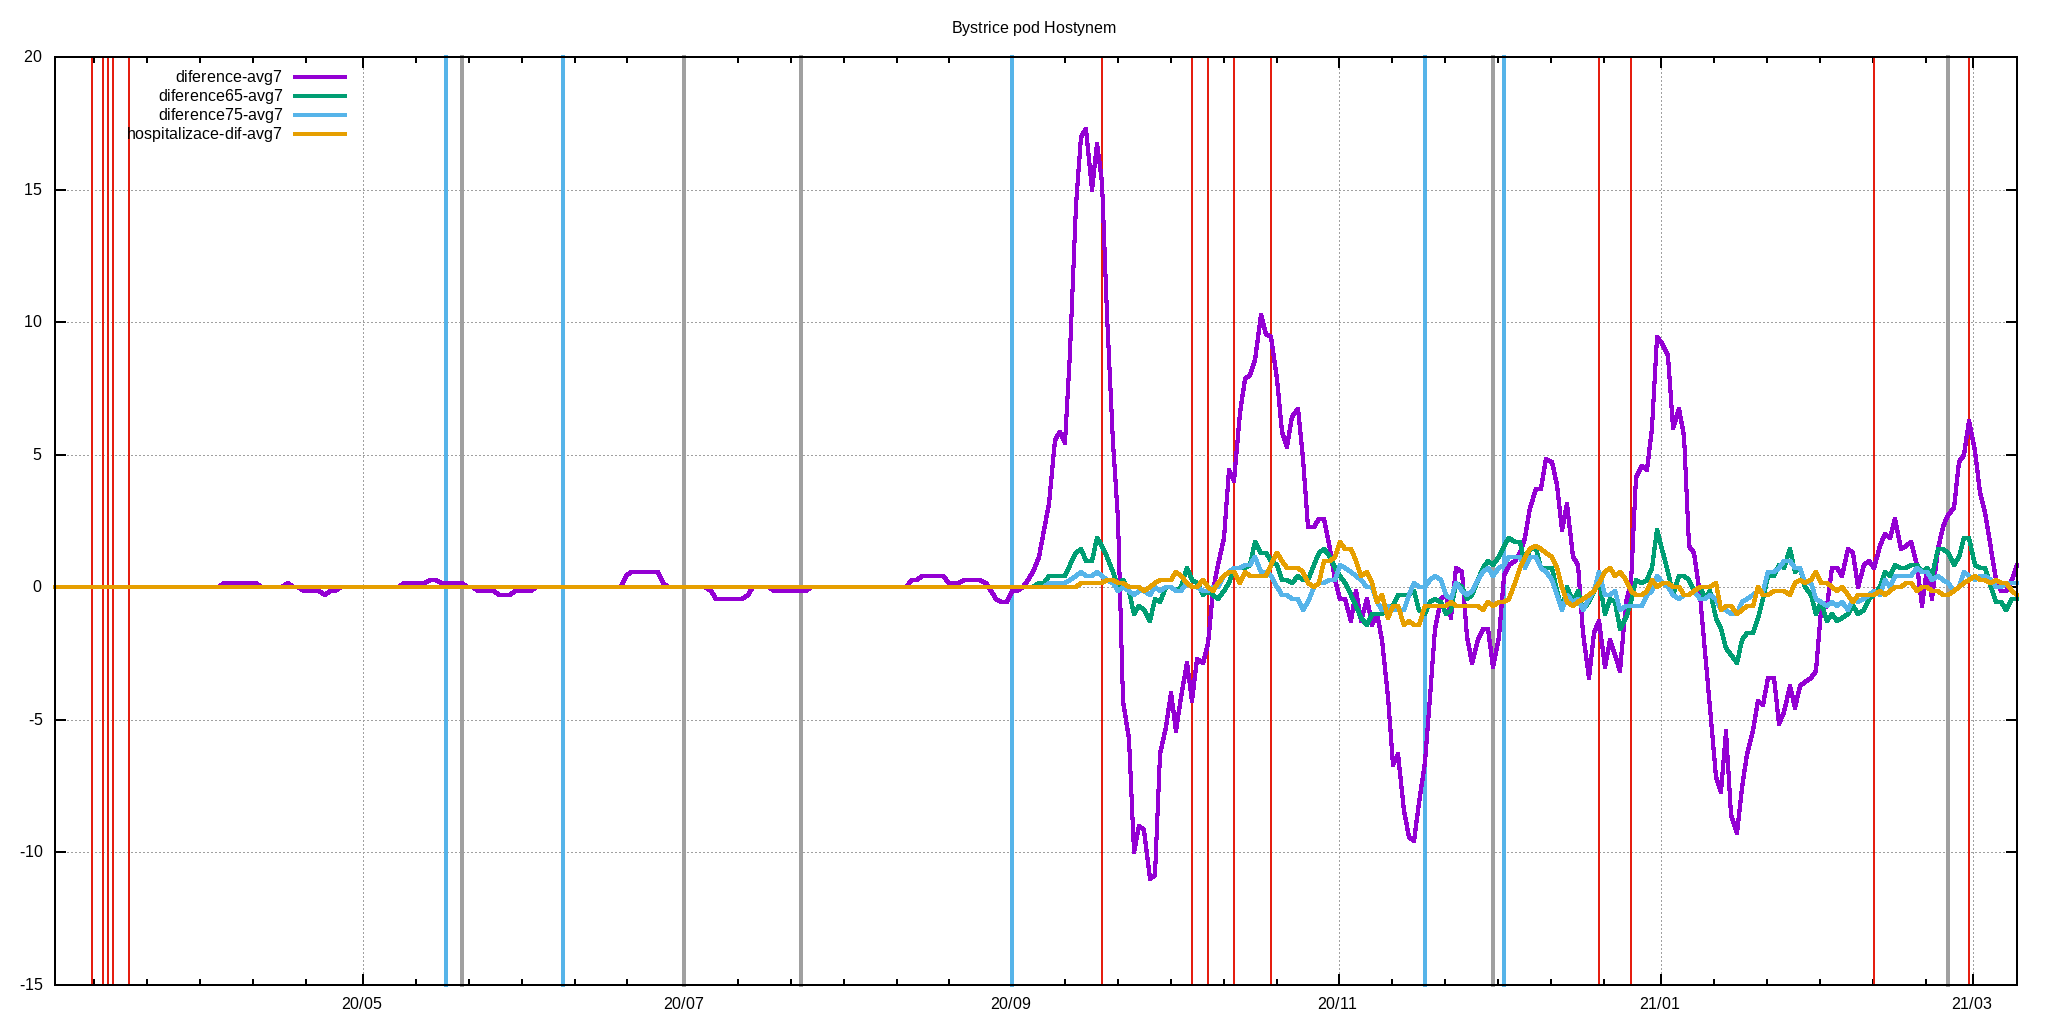 Bystrice pod Hostynem
20
diference-avg7
diference65-avg7
diference75-avg7
hospitalizace-dif-avg7
15
10
5
0
-5
-10
-15
20/05 20/07 20/09 20/11 21/01 21/03